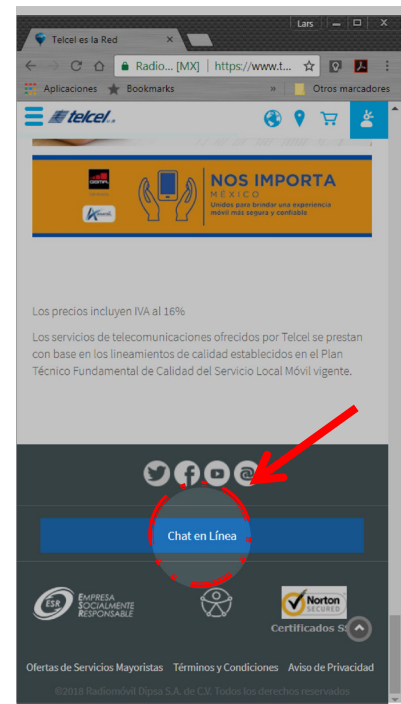 Lars
Telcel es la Red
Radio... [MX] | https://www.t...
Aplicaciones Bookmarks » Otros marcadores
telcel
GSMA
NOS IMPORTA
MÉXICO
Unidos para brindar una experiencia
móvil más segura y confiable
Los precios incluyen IVA al 16%
Los servicios de telecomunicaciones ofrecidos por Telcel se prestan
con base en los lineamientos de calidad establecidos en el Plan
Técnico Fundamental de Calidad del Servicio Local Móvil vigente.
Chat en Línea
ESR
EMPRESA
SOCIALMENTE
RESPONSABLE
Norton
SECURED
Certificados
Ofertas de Servicios Mayoristas Términos y Condiciones Aviso de Privacidad
©2018 Radiomóvil Dipsa S.A. de C.V. Todos los derechos reservados